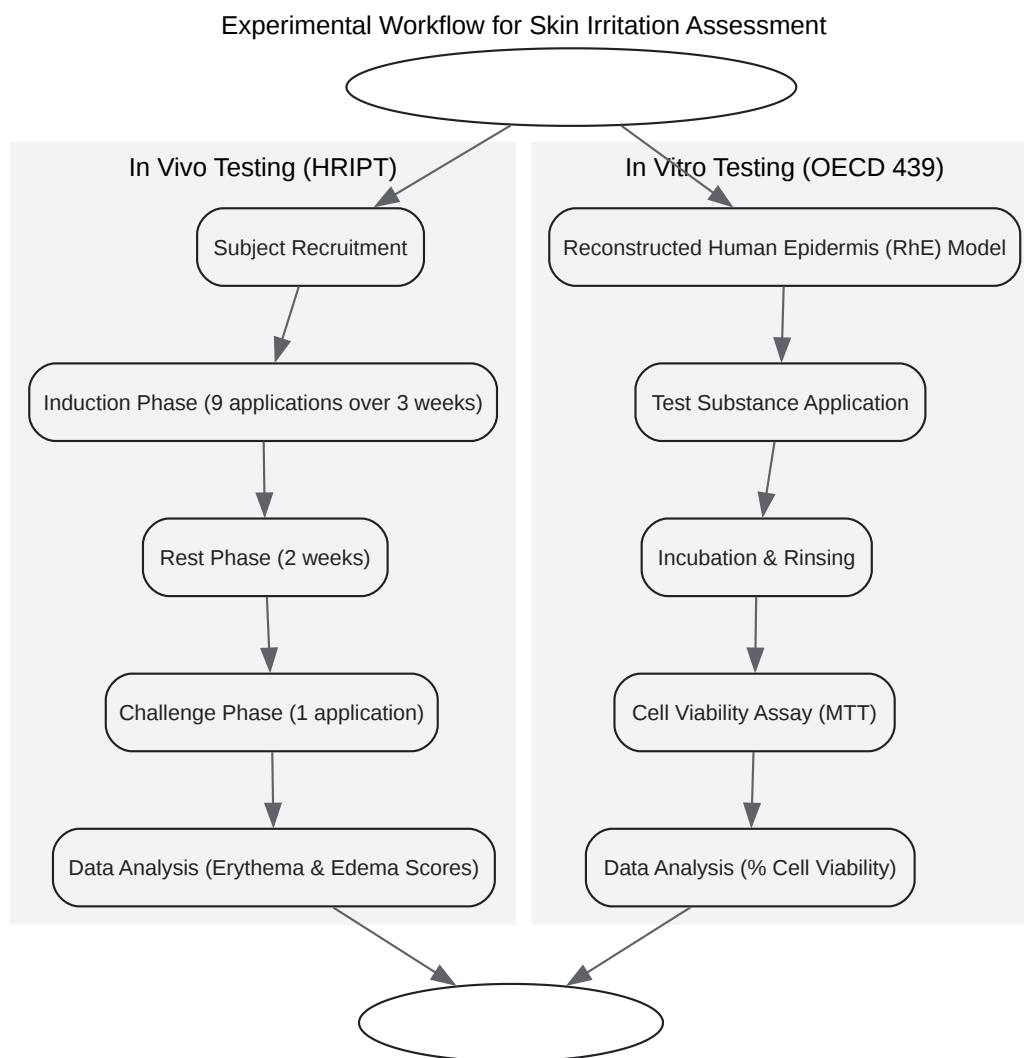 Experimental Workflow for Skin Irritation Assessment
In Vivo Testing (HRIPT)
Subject Recruitment
Induction Phase (9 applications over 3 weeks)
Rest Phase (2 weeks)
Challenge Phase (1 application)
Data Analysis (Erythema & Edema Scores)
In Vitro Testing (OECD 439)
Reconstructed Human Epidermis (RhE) Model
Test Substance Application
Incubation & Rinsing
Cell Viability Assay (MTT)
Data Analysis (% Cell Viability)